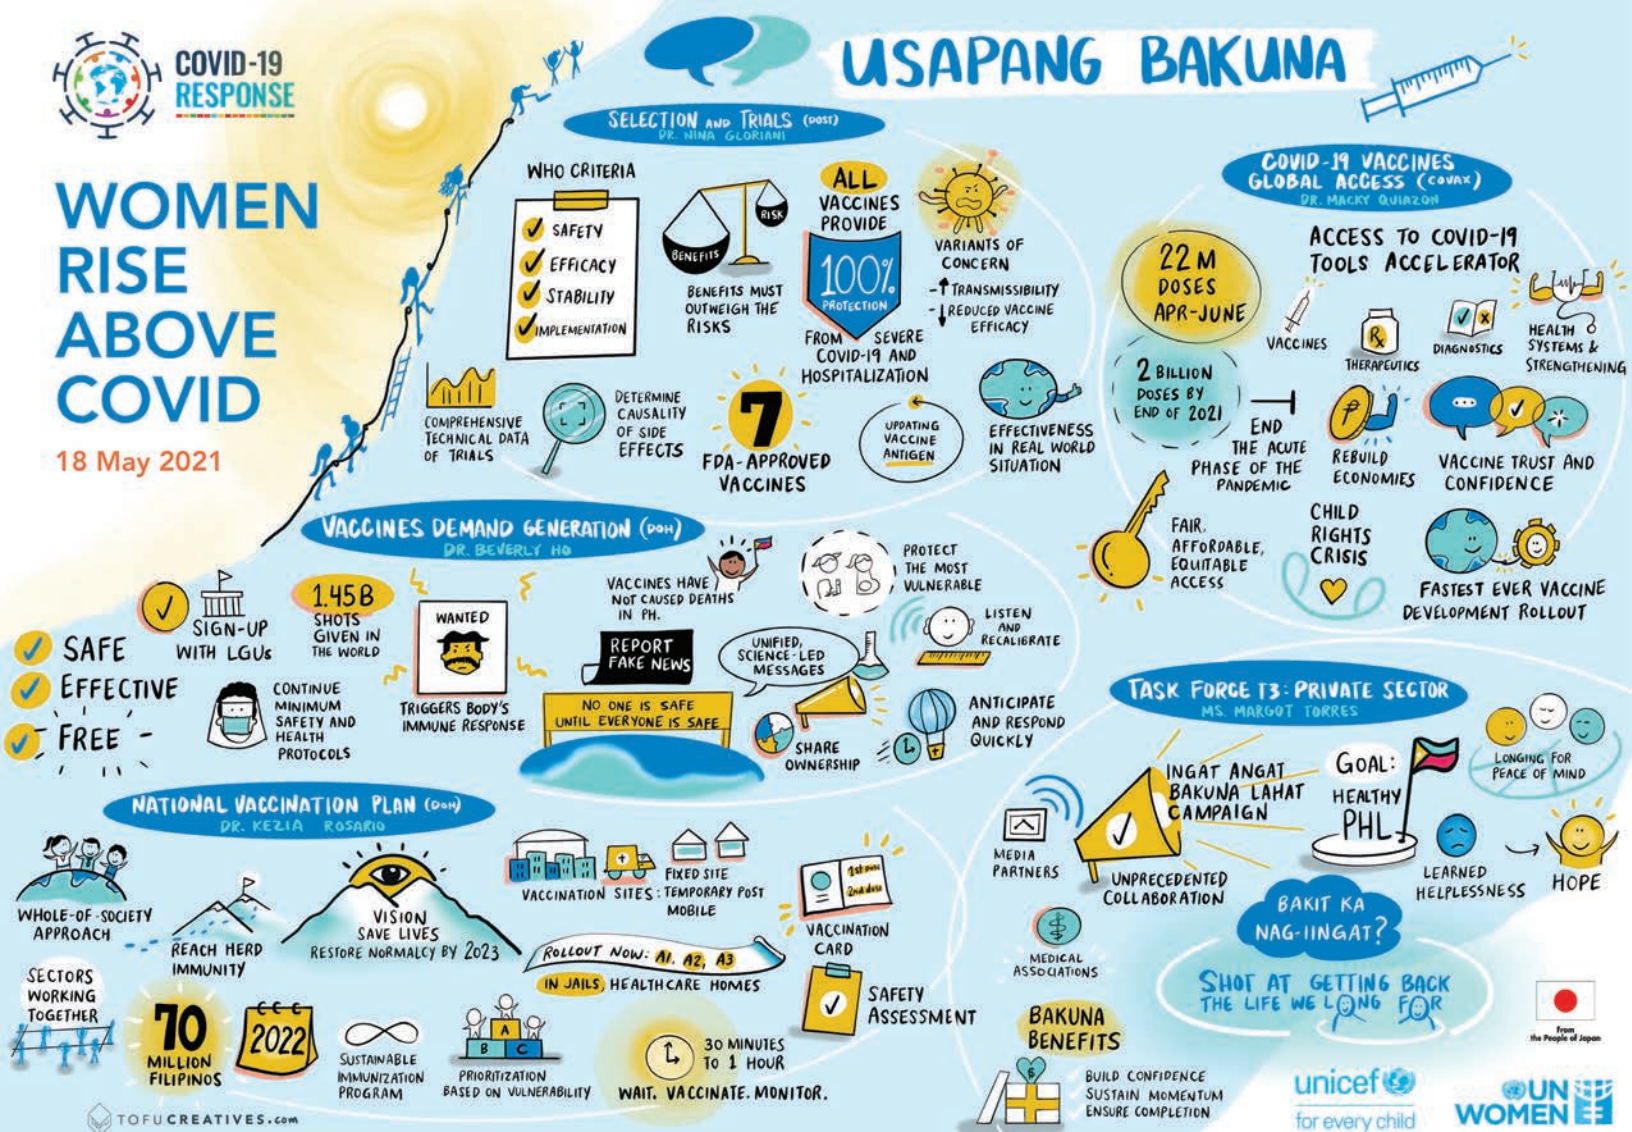 COVID-19
RESPONSE
WOMEN
RISE
ABOVE
COVID
18 May 2021
USAPANG BAKUNA
SELECTION AND TRIALS (DOST)
DR. NINA GLORIANI
WHO CRITERIA
SAFETY
EFFICACY
STABILITY
IMPLEMENTATION
BENEFITS
RISK
BENEFITS MUST
OUTWEIGH THE
RISKS
ALL
VACCINES
PROVIDE
100%
PROTECTION
FROM SEVERE
COVID-19 AND
HOSPITALIZATION
VARIANTS OF
CONCERN
-↑TRANSMISSIBILITY
-↓REDUCED VACCINE
EFFICACY
COMPREHENSIVE
TECHNICAL DATA
OF TRIALS
DETERMINE
CAUSALITY
OF SIDE
EFFECTS
7
FDA-APPROVED
VACCINES
UPDATING
VACCINE
ANTIGEN
EFFECTIVENESS
IN REAL WORLD
SITUATION
COVID-19 VACCINES
GLOBAL ACCESS (COVAX)
DR. MACKY QUIAZON
22 M
DOSES
APR-JUNE
2 BILLION
DOSES BY
END OF 2021
ACCESS TO COVID-19
TOOLS ACCELERATOR
VACCINES
Rx
THERAPEUTICS
DIAGNOSTICS
HEALTH
SYSTEMS &
STRENGTHENING
END
THE ACUTE
PHASE OF THE
PANDEMIC
₱
REBUILD
ECONOMIES
VACCINE TRUST AND
CONFIDENCE
FAIR,
AFFORDABLE,
EQUITABLE
ACCESS
CHILD
RIGHTS
CRISIS
FASTEST EVER VACCINE
DEVELOPMENT ROLLOUT
VACCINES DEMAND GENERATION (DOH)
DR. BEVERLY HO
SAFE
EFFECTIVE
FREE
SIGN-UP
WITH LGUs
1.45B
SHOTS
GIVEN IN
THE WORLD
CONTINUE
MINIMUM
SAFETY AND
HEALTH
PROTOCOLS
WANTED
TRIGGERS BODY'S
IMMUNE RESPONSE
VACCINES HAVE
NOT CAUSED DEATHS
IN PH.
REPORT
FAKE NEWS
NO ONE IS SAFE
UNTIL EVERYONE IS SAFE
UNIFIED,
SCIENCE-LED
MESSAGES
PROTECT
THE MOST
VULNERABLE
LISTEN
AND
RECALIBRATE
SHARE
OWNERSHIP
ANTICIPATE
AND RESPOND
QUICKLY
NATIONAL VACCINATION PLAN (DOH)
DR. KEZIA ROSARIO
WHOLE-OF-SOCIETY
APPROACH
REACH HERD
IMMUNITY
VISION
SAVE LIVES
RESTORE NORMALCY BY 2023
VACCINATION SITES:
FIXED SITE
TEMPORARY POST
MOBILE
ROLLOUT NOW: A1, A2, A3
IN JAILS, HEALTHCARE HOMES
1st dose
2nd dose
VACCINATION
CARD
SAFETY
ASSESSMENT
SECTORS
WORKING
TOGETHER
70
MILLION
FILIPINOS
2022
SUSTAINABLE
IMMUNIZATION
PROGRAM
A
B C
PRIORITIZATION
BASED ON VULNERABILITY
30 MINUTES
TO 1 HOUR
WAIT. VACCINATE. MONITOR.
TASK FORCE T3: PRIVATE SECTOR
MS. MARGOT TORRES
MEDIA
PARTNERS
INGAT ANGAT
BAKUNA LAHAT
CAMPAIGN
UNPRECEDENTED
COLLABORATION
GOAL:
HEALTHY
PHL
LONGING FOR
PEACE OF MIND
LEARNED
HELPLESSNESS
HOPE
MEDICAL
ASSOCIATIONS
BAKIT KA
NAG-IINGAT?
SHOT AT GETTING BACK
THE LIFE WE LONG FOR
BAKUNA
BENEFITS
BUILD CONFIDENCE
SUSTAIN MOMENTUM
ENSURE COMPLETION
From
the People of Japan
unicef
for every child
UN
WOMEN
TOFUCREATIVES.com